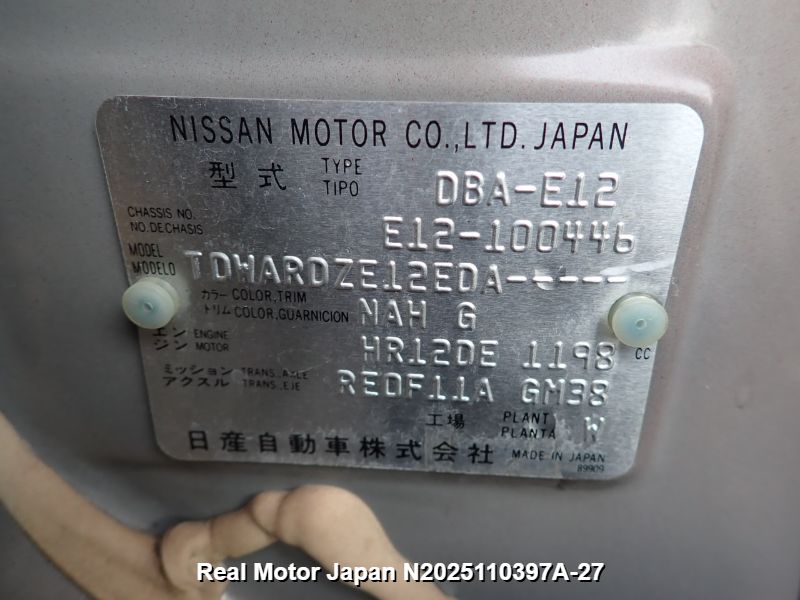 NISSAN MOTOR CO.,LTD. JAPAN
型式 TYPE TIPO DBA-E12
CHASSIS NO. NO.DECHASIS E12-100446
MODEL MODELO TDHARDZE12EDA-----
カラー COLOR,TRIM トリム COLOR,GUARNICION NAH G
エンジン ENGINE MOTOR HR12DE 1198 CC
ミッション TRANS.,AXLE アクスル TRANS.,EJE RE0F11A GM38
工場 PLANT PLANTA W
日産自動車株式会社 MADE IN JAPAN
89909
Real Motor Japan N2025110397A-27